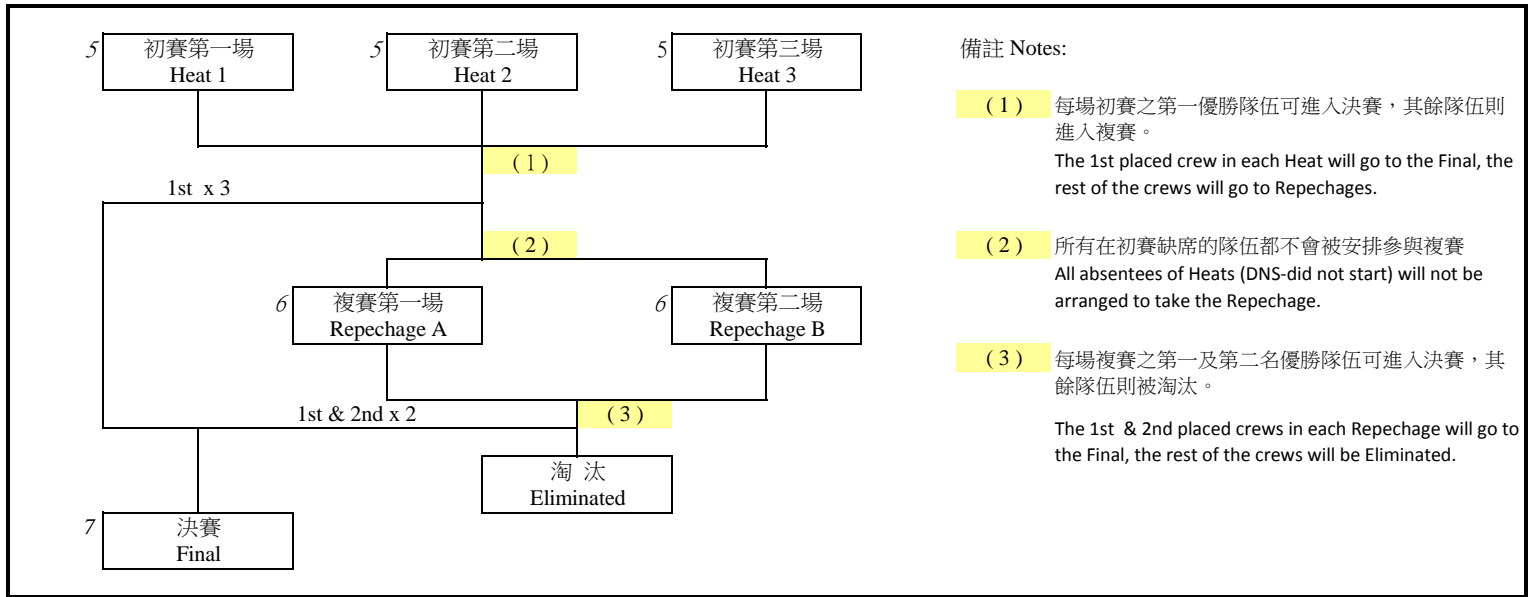 5 初賽第一場
Heat 1
5 初賽第二場
Heat 2
5 初賽第三場
Heat 3
( 1 )
1st x 3
( 2 )
6 複賽第一場
Repechage A
6 複賽第二場
Repechage B
1st & 2nd x 2
( 3 )
淘 汰
Eliminated
7 決賽
Final
備註 Notes:
( 1 ) 每場初賽之第一優勝隊伍可進入決賽，其餘隊伍則
進入複賽。
The 1st placed crew in each Heat will go to the Final, the
rest of the crews will go to Repechages.
( 2 ) 所有在初賽缺席的隊伍都不會被安排參與複賽
All absentees of Heats (DNS-did not start) will not be
arranged to take the Repechage.
( 3 ) 每場複賽之第一及第二名優勝隊伍可進入決賽，其
餘隊伍則被淘汰。
The 1st & 2nd placed crews in each Repechage will go to
the Final, the rest of the crews will be Eliminated.